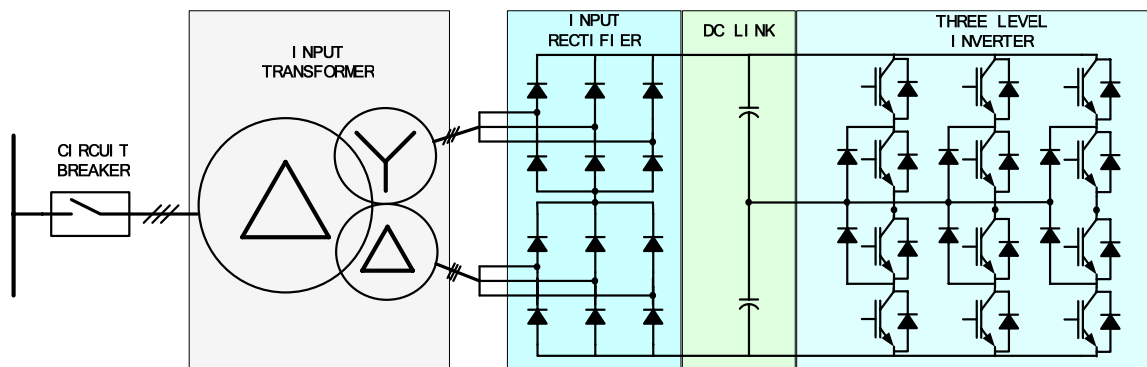 CIRCUIT
BREAKER
INPUT
TRANSFORMER
INPUT
RECTIFIER
DC LINK
THREE LEVEL
INVERTER